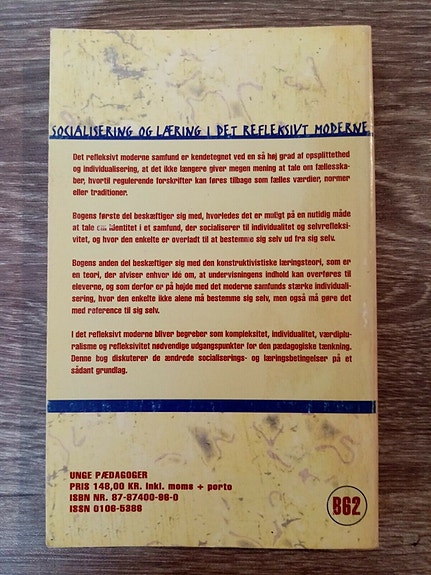 SOCIALISERING OG LÆRING I DET REFLEKSIVT MODERNE
Det refleksivt moderne samfund er kendetegnet ved en så høj grad af opsplittethed
og individualisering, at det ikke længere giver megen mening at tale om fællesska-
ber, hvortil regulerende forskrifter kan føres tilbage som fælles værdier, normer
eller traditioner.
Bogens første del beskæftiger sig med, hvorledes det er muligt på en nutidig måde
at tale om identitet i et samfund, der socialiserer til individualitet og selvrefleksi-
vitet, og hvor den enkelte er overladt til at bestemme sig selv ud fra sig selv.
Bogens anden del beskæftiger sig med den konstruktivistiske læringsteori, som er
en teori, der afviser enhver idé om, at undervisningens indhold kan overføres til
eleverne, og som derfor er på højde med det moderne samfunds stærke individuali-
sering, hvor den enkelte ikke alene må bestemme sig selv, men også må gøre det
med reference til sig selv.
I det refleksivt moderne bliver begreber som kompleksitet, individualitet, værdiplu-
ralisme og refleksivitet nødvendige udgangspunkter for den pædagogiske tænkning.
Denne bog diskuterer de ændrede socialiserings- og læringsbetingelser på et
sådant grundlag.
UNGE PÆDAGOGER
PRIS 148,00 KR. Inkl. moms + porto
ISBN NR. 87-87400-96-0
ISSN 0106-5386
B62